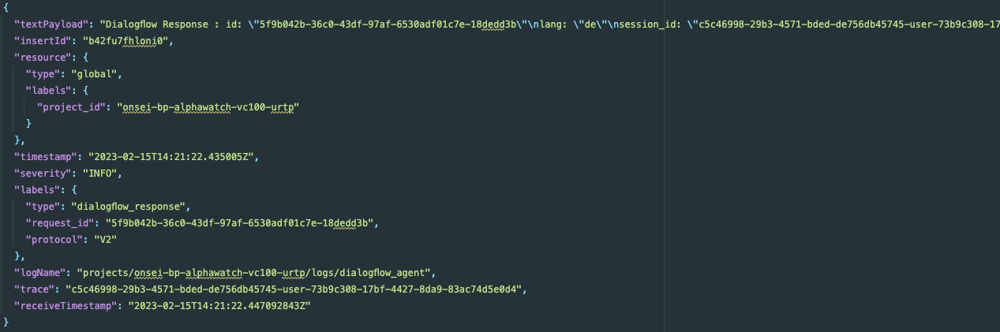 {
"textPayload": "Dialogflow Response : id: \"5f9b042b-36c0-43df-97af-6530adf01c7e-18dedd3b\"\nlang: \"de\"\nsession_id: \"c5c46998-29b3-4571-bded-de756db45745-user-73b9c308-17
"insertId": "b42fu7fhloni0",
"resource": {
"type": "global",
"labels": {
"project_id": "onsei-bp-alphawatch-vc100-urtp"
}
},
"timestamp": "2023-02-15T14:21:22.435005Z",
"severity": "INFO",
"labels": {
"type": "dialogflow_response",
"request_id": "5f9b042b-36c0-43df-97af-6530adf01c7e-18dedd3b",
"protocol": "V2"
},
"logName": "projects/onsei-bp-alphawatch-vc100-urtp/logs/dialogflow_agent",
"trace": "c5c46998-29b3-4571-bded-de756db45745-user-73b9c308-17bf-4427-8da9-83ac74d5e0d4",
"receiveTimestamp": "2023-02-15T14:21:22.447092843Z"
}